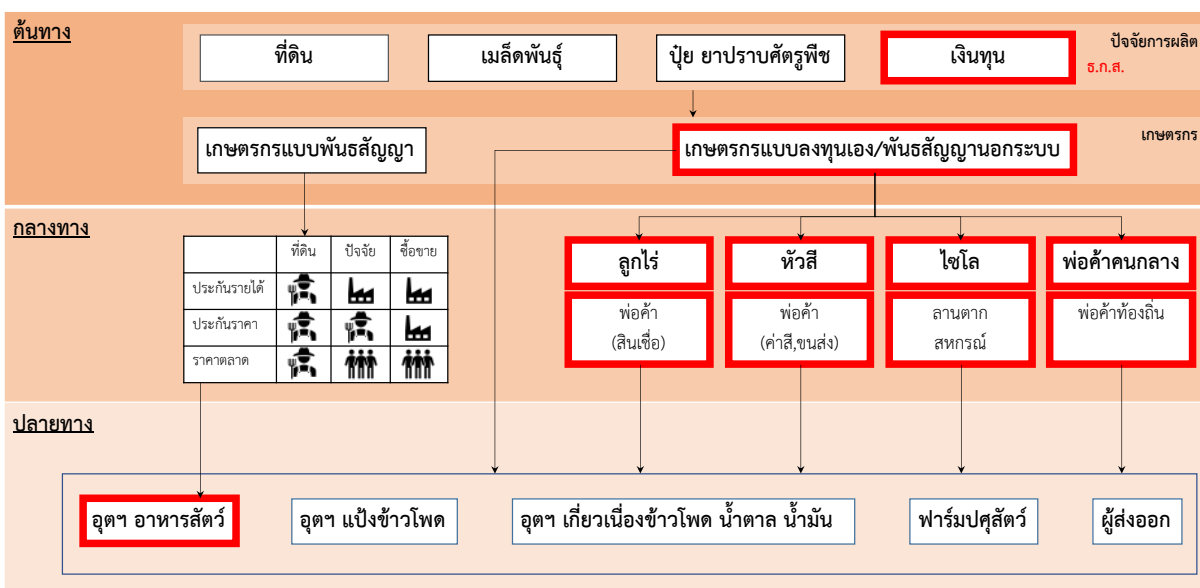 ต้นทาง
ที่ดิน
เมล็ดพันธุ์
ปุ๋ย ยาปราบศัตรูพืช
เงินทุน
ปัจจัยการผลิต
ธ.ก.ส.
เกษตรกร
เกษตรกรแบบพันธสัญญา
เกษตรกรแบบลงทุนเอง/พันธสัญญานอกระบบ
กลางทาง
ที่ดิน ปัจจัย ซื้อขาย
ประกันรายได้
ประกันราคา
ราคาตลาด
ลูกไร่
พ่อค้า
(สินเชื่อ)
หัวสี
พ่อค้า
(ค่าสี,ขนส่ง)
ไซโล
ลานตาก
สหกรณ์
พ่อค้าคนกลาง
พ่อค้าท้องถิ่น
ปลายทาง
อุตฯ อาหารสัตว์
อุตฯ แป้งข้าวโพด
อุตฯ เกี่ยวเนื่องข้าวโพด น้ำตาล น้ำมัน
ฟาร์มปศุสัตว์
ผู้ส่งออก